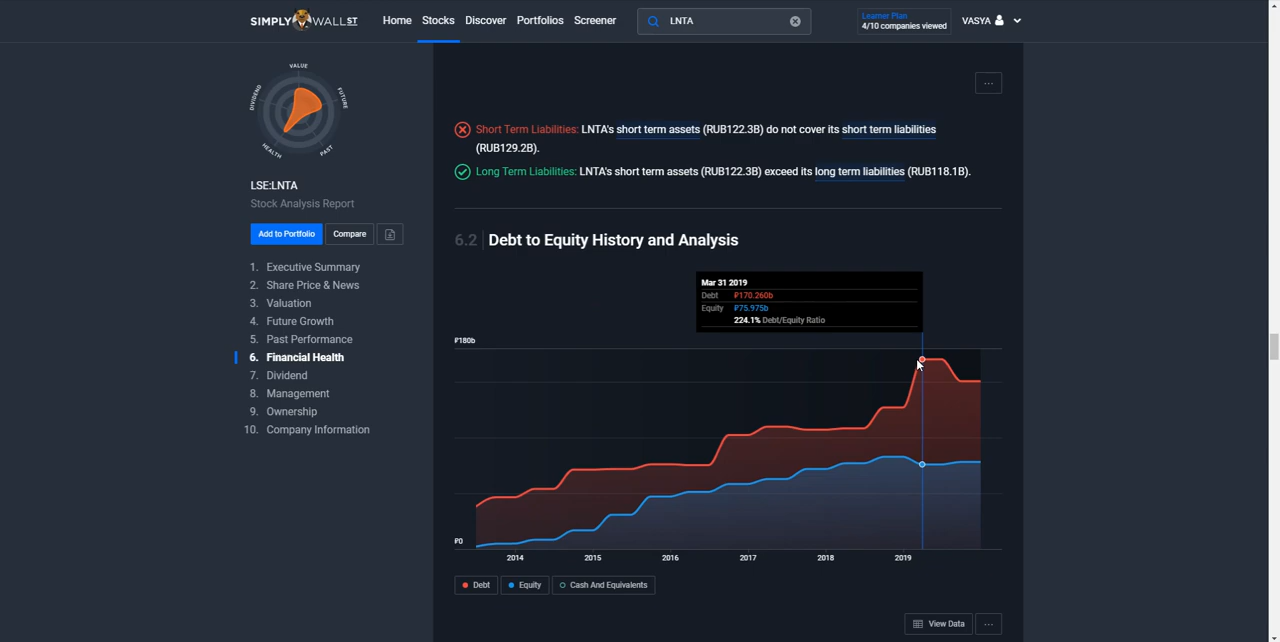 SIMPLY WALL ST
Home Stocks Discover Portfolios Screener
LNTA
Learner Plan
4/10 companies viewed
VASYA
VALUE
FUTURE
PAST
HEALTH
DIVIDEND
LSE:LNTA
Stock Analysis Report
Add to Portfolio
Compare
1. Executive Summary
2. Share Price & News
3. Valuation
4. Future Growth
5. Past Performance
6. Financial Health
7. Dividend
8. Management
9. Ownership
10. Company Information
Short Term Liabilities: LNTA's short term assets (RUB122.3B) do not cover its short term liabilities
(RUB129.2B).
Long Term Liabilities: LNTA's short term assets (RUB122.3B) exceed its long term liabilities (RUB118.1B).
6.2 Debt to Equity History and Analysis
Mar 31 2019
Debt ₽170.260b
Equity ₽75.975b
224.1% Debt/Equity Ratio
₽180b
₽0
2014 2015 2016 2017 2018 2019
Debt Equity Cash And Equivalents
View Data ...